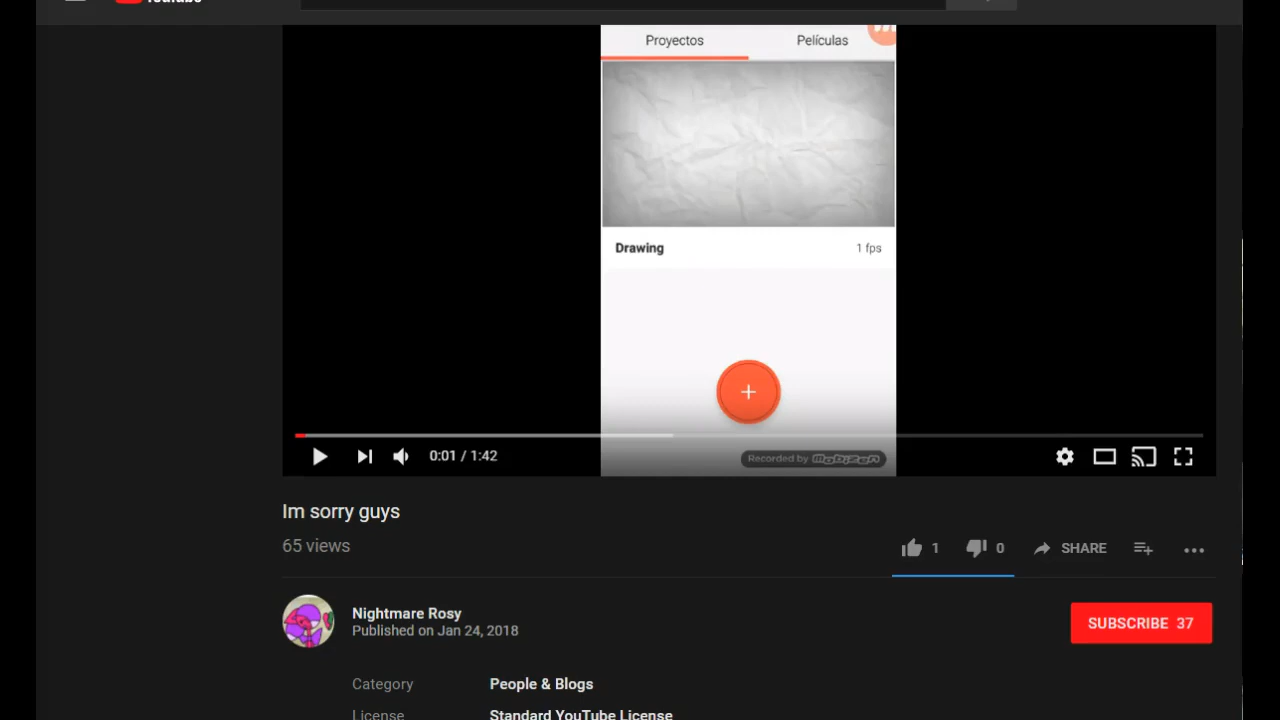 YouTube
Proyectos
Películas
Drawing
1 fps
0:01 / 1:42
Recorded by Mobizen
Im sorry guys
65 views
1
0
SHARE
Nightmare Rosy
SUBSCRIBE 37
Published on Jan 24, 2018
Category
People & Blogs
License
Standard YouTube License